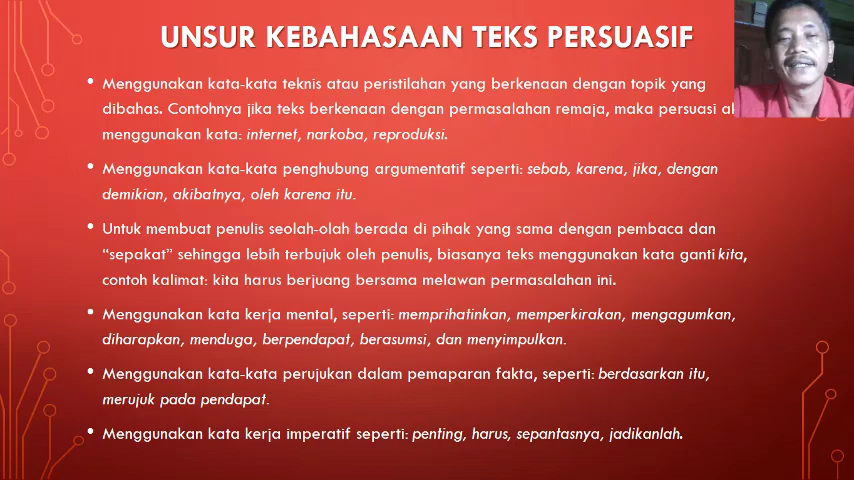 UNSUR KEBAHASAAN TEKS PERSUASIF
• Menggunakan kata-kata teknis atau peristilahan yang berkenaan dengan topik yang
dibahas. Contohnya jika teks berkenaan dengan permasalahan remaja, maka persuasi
menggunakan kata: internet, narkoba, reproduksi.
• Menggunakan kata-kata penghubung argumentatif seperti: sebab, karena, jika, dengan
demikian, akibatnya, oleh karena itu.
• Untuk membuat penulis seolah-olah berada di pihak yang sama dengan pembaca dan
“sepakat” sehingga lebih terbujuk oleh penulis, biasanya teks menggunakan kata ganti kita,
contoh kalimat: kita harus berjuang bersama melawan permasalahan ini.
• Menggunakan kata kerja mental, seperti: memprihatinkan, memperkirakan, mengagumkan,
diharapkan, menduga, berpendapat, berasumsi, dan menyimpulkan.
• Menggunakan kata-kata perujukan dalam pemaparan fakta, seperti: berdasarkan itu,
merujuk pada pendapat.
• Menggunakan kata kerja imperatif seperti: penting, harus, sepantasnya, jadikanlah.